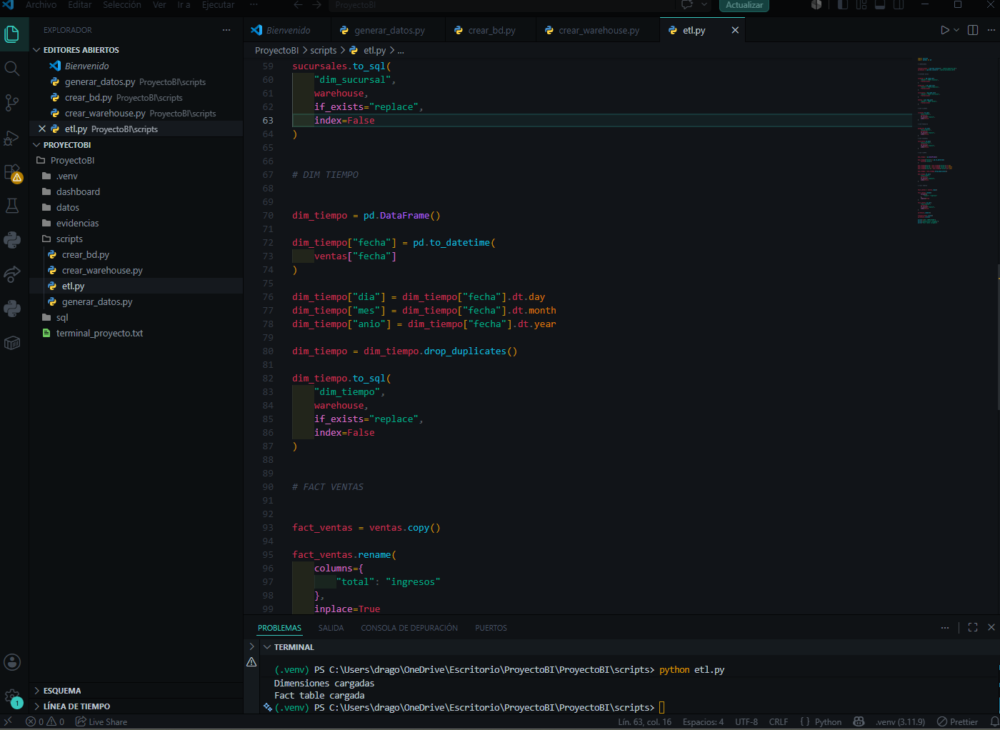 Archivo Editar Selección Ver Ir a Ejecutar ··· ProyectoBI Actualizar
EXPLORADOR
EDITORES ABIERTOS
Bienvenido
generar_datos.py ProyectoBI\scripts
crear_bd.py ProyectoBI\scripts
crear_warehouse.py ProyectoBI\scripts
etl.py ProyectoBI\scripts
PROYECTOBI
ProyectoBI
.venv
dashboard
datos
evidencias
scripts
crear_bd.py
crear_warehouse.py
etl.py
generar_datos.py
sql
terminal_proyecto.txt
ESQUEMA
LÍNEA DE TIEMPO
1
Bienvenido generar_datos.py crear_bd.py crear_warehouse.py etl.py
ProyectoBI > scripts > etl.py > ...
59 sucursales.to_sql(
60 "dim_sucursal",
61 warehouse,
62 if_exists="replace",
63 index=False
64 )
65
66
67 # DIM TIEMPO
68
69
70 dim_tiempo = pd.DataFrame()
71
72 dim_tiempo["fecha"] = pd.to_datetime(
73 ventas["fecha"]
74 )
75
76 dim_tiempo["dia"] = dim_tiempo["fecha"].dt.day
77 dim_tiempo["mes"] = dim_tiempo["fecha"].dt.month
78 dim_tiempo["anio"] = dim_tiempo["fecha"].dt.year
79
80 dim_tiempo = dim_tiempo.drop_duplicates()
81
82 dim_tiempo.to_sql(
83 "dim_tiempo",
84 warehouse,
85 if_exists="replace",
86 index=False
87 )
88
89
90 # FACT VENTAS
91
92
93 fact_ventas = ventas.copy()
94
95 fact_ventas.rename(
96 columns={
97 "total": "ingresos"
98 },
99 inplace=True
PROBLEMAS SALIDA CONSOLA DE DEPURACIÓN PUERTOS
TERMINAL
(.venv) PS C:\Users\drago\OneDrive\Escritorio\ProyectoBI\ProyectoBI\scripts> python etl.py
Dimensiones cargadas
Fact table cargada
(.venv) PS C:\Users\drago\OneDrive\Escritorio\ProyectoBI\ProyectoBI\scripts>
0 0 Live Share Lín. 63, col. 16 Espacios: 4 UTF-8 CRLF { } Python .venv (3.11.9) Prettier